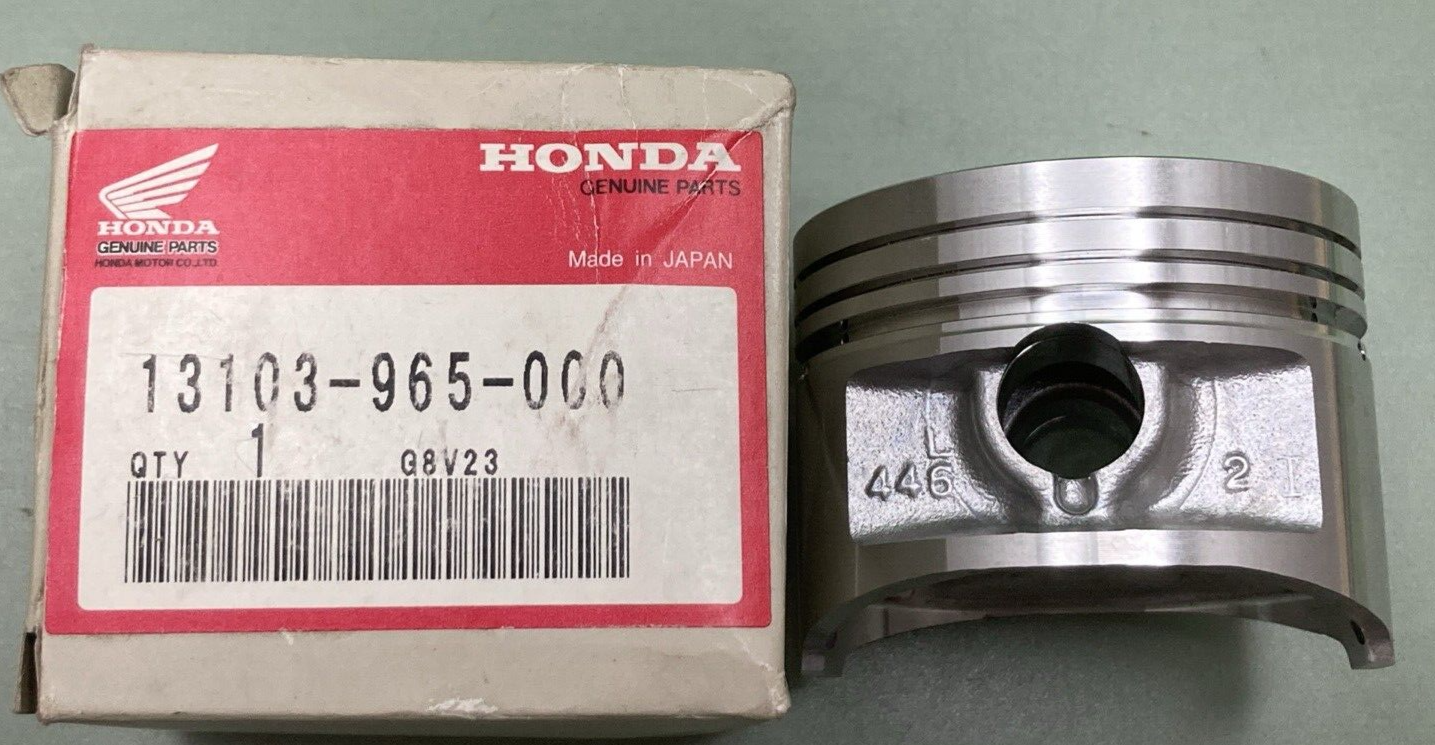 HONDA
GENUINE PARTS
HONDA MOTOR CO.,LTD.
HONDA
GENUINE PARTS
Made in JAPAN
13103-965-000
QTY 1 G8V23
L
446 2 I